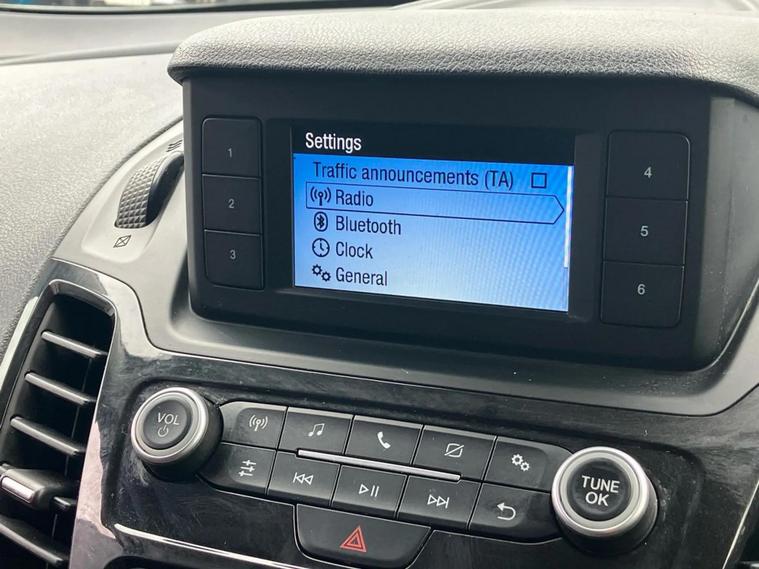 Settings
Traffic announcements (TA)
Radio
Bluetooth
Clock
General
1
2
3
4
5
6
VOL
TUNE
OK